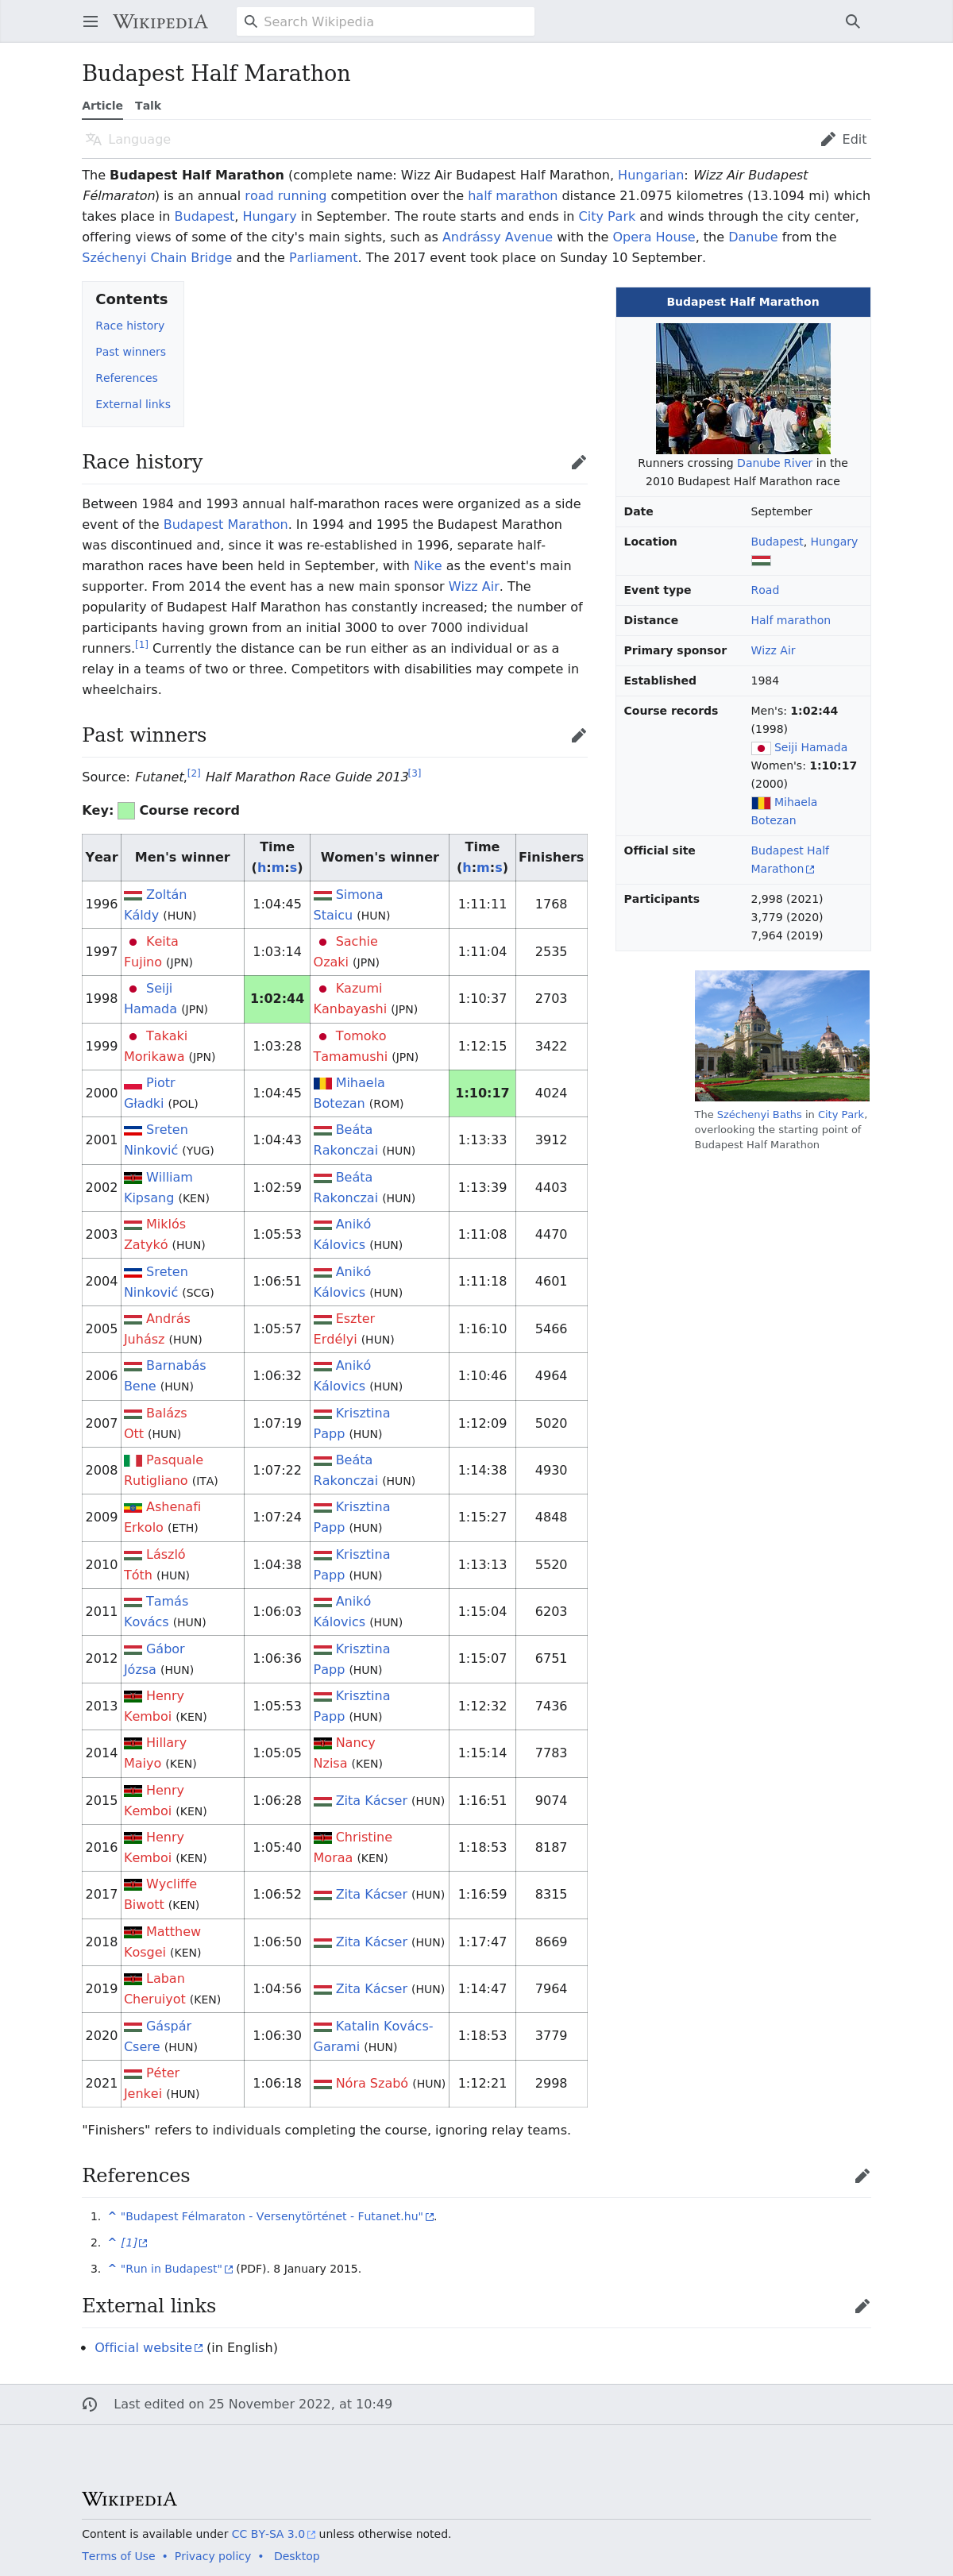 WIKIPEDIA
Search Wikipedia
Budapest Half Marathon
Article Talk
Language
Edit
The Budapest Half Marathon (complete name: Wizz Air Budapest Half Marathon, Hungarian: Wizz Air Budapest
Félmaraton) is an annual road running competition over the half marathon distance 21.0975 kilometres (13.1094 mi) which
takes place in Budapest, Hungary in September. The route starts and ends in City Park and winds through the city center,
offering views of some of the city's main sights, such as Andrássy Avenue with the Opera House, the Danube from the
Széchenyi Chain Bridge and the Parliament. The 2017 event took place on Sunday 10 September.
Contents
Race history
Past winners
References
External links
Budapest Half Marathon
Runners crossing Danube River in the
2010 Budapest Half Marathon race
Date September
Location Budapest, Hungary
Event type Road
Distance Half marathon
Primary sponsor Wizz Air
Established 1984
Course records Men's: 1:02:44
(1998)
Seiji Hamada
Women's: 1:10:17
(2000)
Mihaela
Botezan
Official site Budapest Half
Marathon
Participants 2,998 (2021)
3,779 (2020)
7,964 (2019)
The Széchenyi Baths in City Park,
overlooking the starting point of
Budapest Half Marathon
Race history
Between 1984 and 1993 annual half-marathon races were organized as a side
event of the Budapest Marathon. In 1994 and 1995 the Budapest Marathon
was discontinued and, since it was re-established in 1996, separate half-
marathon races have been held in September, with Nike as the event's main
supporter. From 2014 the event has a new main sponsor Wizz Air. The
popularity of Budapest Half Marathon has constantly increased; the number of
participants having grown from an initial 3000 to over 7000 individual
runners.[1] Currently the distance can be run either as an individual or as a
relay in a teams of two or three. Competitors with disabilities may compete in
wheelchairs.
Past winners
Source: Futanet,[2] Half Marathon Race Guide 2013[3]
Key: Course record
Year Men's winner Time (h:m:s) Women's winner Time (h:m:s) Finishers
1996 Zoltán Káldy (HUN) 1:04:45 Simona Staicu (HUN) 1:11:11 1768
1997 Keita Fujino (JPN) 1:03:14 Sachie Ozaki (JPN) 1:11:04 2535
1998 Seiji Hamada (JPN) 1:02:44 Kazumi Kanbayashi (JPN) 1:10:37 2703
1999 Takaki Morikawa (JPN) 1:03:28 Tomoko Tamamushi (JPN) 1:12:15 3422
2000 Piotr Gładki (POL) 1:04:45 Mihaela Botezan (ROM) 1:10:17 4024
2001 Sreten Ninković (YUG) 1:04:43 Beáta Rakonczai (HUN) 1:13:33 3912
2002 William Kipsang (KEN) 1:02:59 Beáta Rakonczai (HUN) 1:13:39 4403
2003 Miklós Zatykó (HUN) 1:05:53 Anikó Kálovics (HUN) 1:11:08 4470
2004 Sreten Ninković (SCG) 1:06:51 Anikó Kálovics (HUN) 1:11:18 4601
2005 András Juhász (HUN) 1:05:57 Eszter Erdélyi (HUN) 1:16:10 5466
2006 Barnabás Bene (HUN) 1:06:32 Anikó Kálovics (HUN) 1:10:46 4964
2007 Balázs Ott (HUN) 1:07:19 Krisztina Papp (HUN) 1:12:09 5020
2008 Pasquale Rutigliano (ITA) 1:07:22 Beáta Rakonczai (HUN) 1:14:38 4930
2009 Ashenafi Erkolo (ETH) 1:07:24 Krisztina Papp (HUN) 1:15:27 4848
2010 László Tóth (HUN) 1:04:38 Krisztina Papp (HUN) 1:13:13 5520
2011 Tamás Kovács (HUN) 1:06:03 Anikó Kálovics (HUN) 1:15:04 6203
2012 Gábor Józsa (HUN) 1:06:36 Krisztina Papp (HUN) 1:15:07 6751
2013 Henry Kemboi (KEN) 1:05:53 Krisztina Papp (HUN) 1:12:32 7436
2014 Hillary Maiyo (KEN) 1:05:05 Nancy Nzisa (KEN) 1:15:14 7783
2015 Henry Kemboi (KEN) 1:06:28 Zita Kácser (HUN) 1:16:51 9074
2016 Henry Kemboi (KEN) 1:05:40 Christine Moraa (KEN) 1:18:53 8187
2017 Wycliffe Biwott (KEN) 1:06:52 Zita Kácser (HUN) 1:16:59 8315
2018 Matthew Kosgei (KEN) 1:06:50 Zita Kácser (HUN) 1:17:47 8669
2019 Laban Cheruiyot (KEN) 1:04:56 Zita Kácser (HUN) 1:14:47 7964
2020 Gáspár Csere (HUN) 1:06:30 Katalin Kovács-Garami (HUN) 1:18:53 3779
2021 Péter Jenkei (HUN) 1:06:18 Nóra Szabó (HUN) 1:12:21 2998
"Finishers" refers to individuals completing the course, ignoring relay teams.
References
1. ^ "Budapest Félmaraton - Versenytörténet - Futanet.hu".
2. ^ [1]
3. ^ "Run in Budapest" (PDF). 8 January 2015.
External links
• Official website (in English)
Last edited on 25 November 2022, at 10:49
WIKIPEDIA
Content is available under CC BY-SA 3.0 unless otherwise noted.
Terms of Use • Privacy policy • Desktop